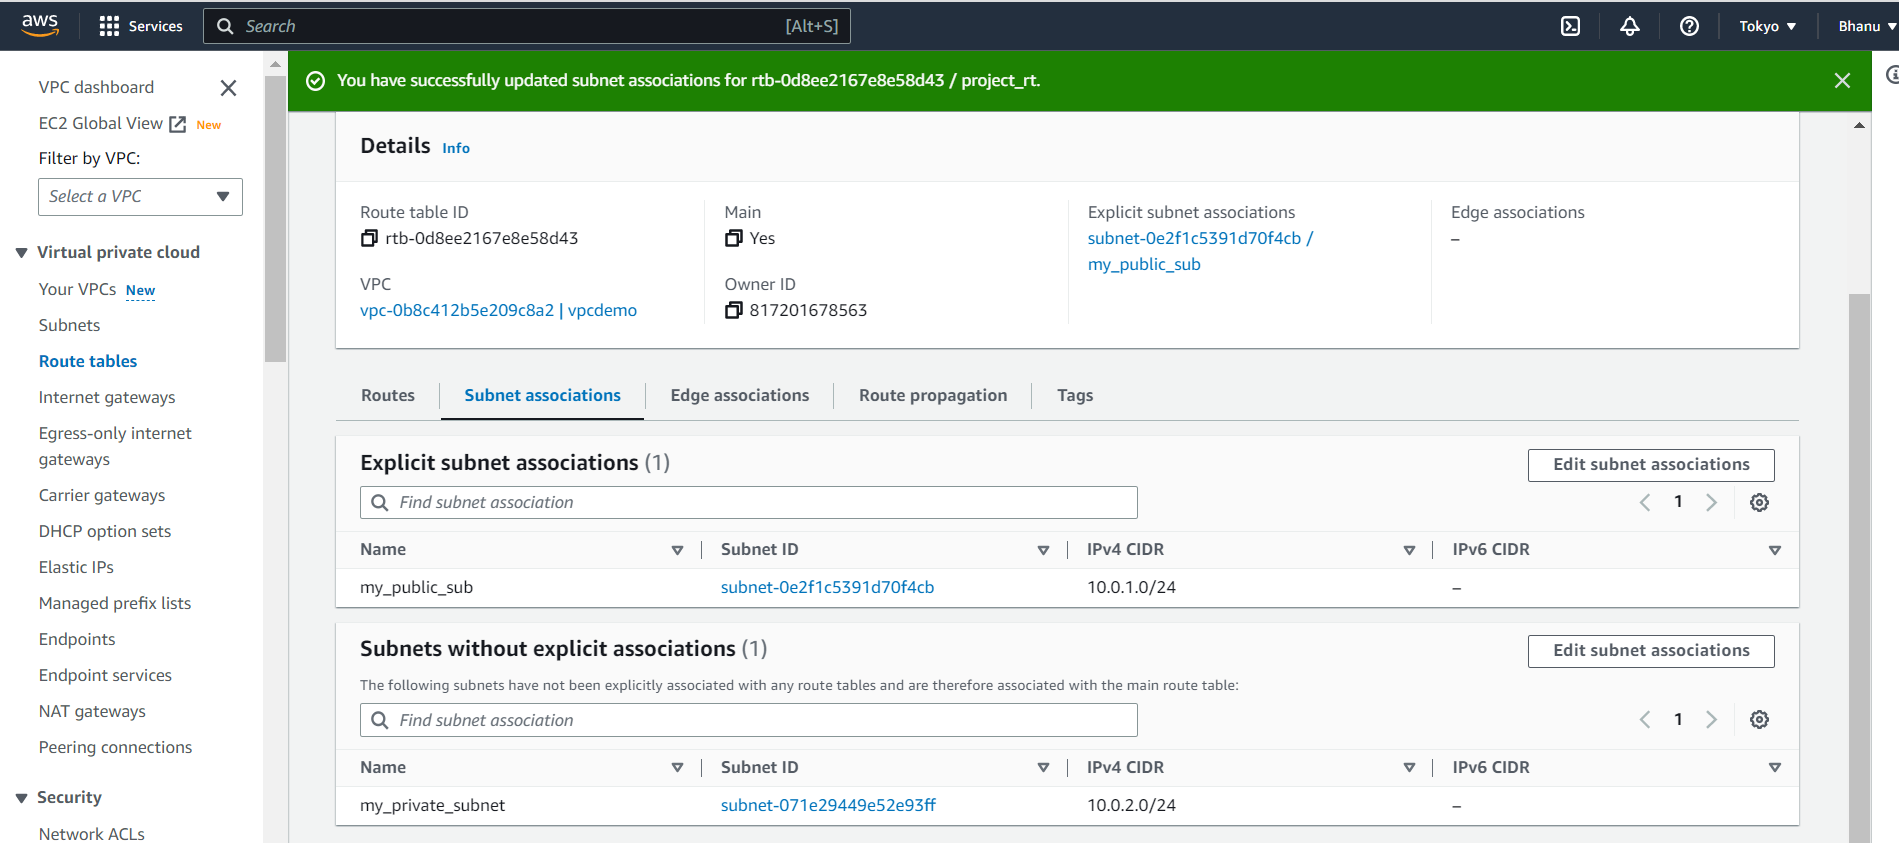 aws
Services
Search
[Alt+S]
Tokyo
Bhanu
VPC dashboard
EC2 Global View
New
Filter by VPC:
Select a VPC
Virtual private cloud
Your VPCs
New
Subnets
Route tables
Internet gateways
Egress-only internet
gateways
Carrier gateways
DHCP option sets
Elastic IPs
Managed prefix lists
Endpoints
Endpoint services
NAT gateways
Peering connections
Security
Network ACLs
You have successfully updated subnet associations for rtb-0d8ee2167e8e58d43 / project_rt.
Details Info
Route table ID
rtb-0d8ee2167e8e58d43
Main
Yes
Explicit subnet associations
subnet-0e2f1c5391d70f4cb /
my_public_sub
Edge associations
–
VPC
vpc-0b8c412b5e209c8a2 | vpcdemo
Owner ID
817201678563
Routes
Subnet associations
Edge associations
Route propagation
Tags
Explicit subnet associations (1)
Edit subnet associations
Find subnet association
1
Name
Subnet ID
IPv4 CIDR
IPv6 CIDR
my_public_sub
subnet-0e2f1c5391d70f4cb
10.0.1.0/24
–
Subnets without explicit associations (1)
Edit subnet associations
The following subnets have not been explicitly associated with any route tables and are therefore associated with the main route table:
Find subnet association
1
Name
Subnet ID
IPv4 CIDR
IPv6 CIDR
my_private_subnet
subnet-071e29449e52e93ff
10.0.2.0/24
–